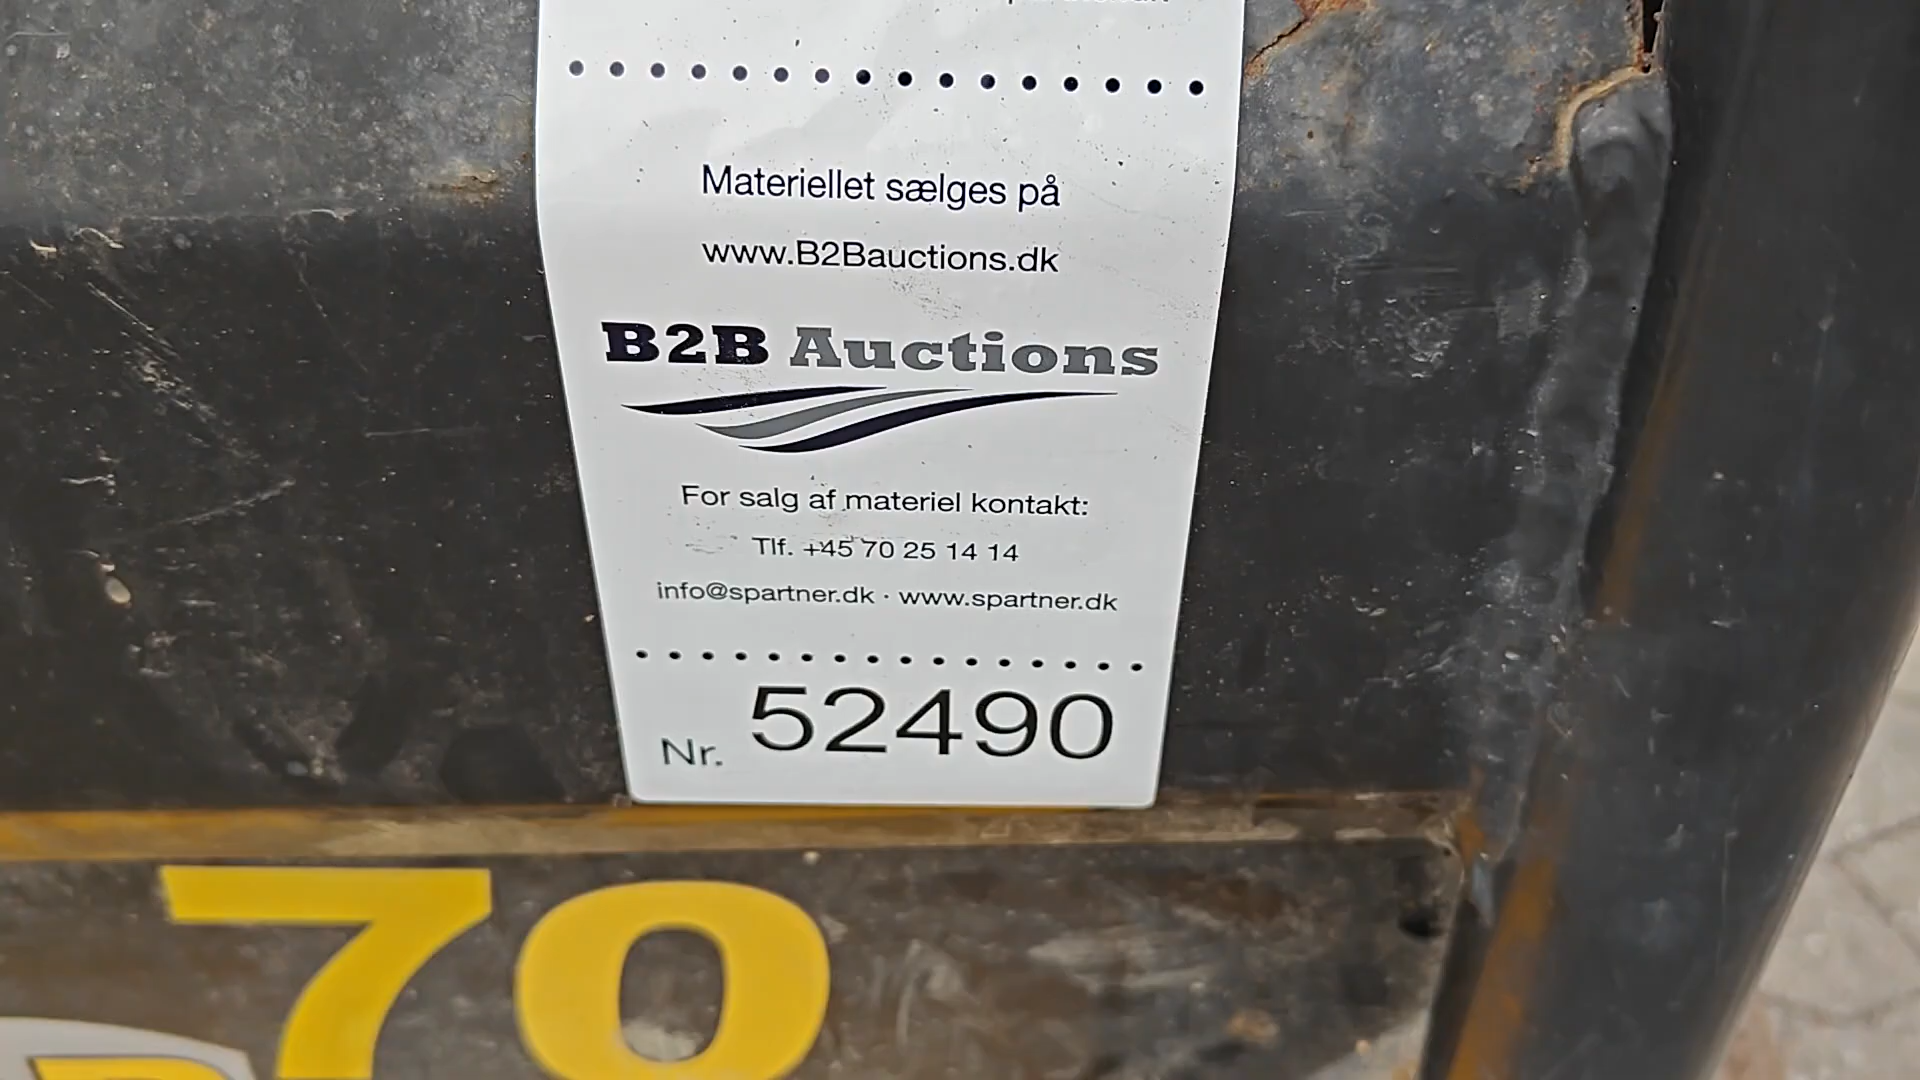 Materiellet sælges på
www.B2Bauctions.dk
B2B Auctions
For salg af materiel kontakt:
Tlf. +45 70 25 14 14
info@spartner.dk · www.spartner.dk
Nr. 52490
70